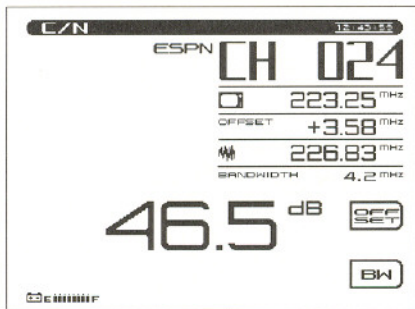 C/N 12:43:56
ESPN CH 024
223.25 MHz
OFFSET +3.58 MHz
226.83 MHz
BANDWIDTH 4.2 MHz
46.5 dB
OFF SET
BW
E F